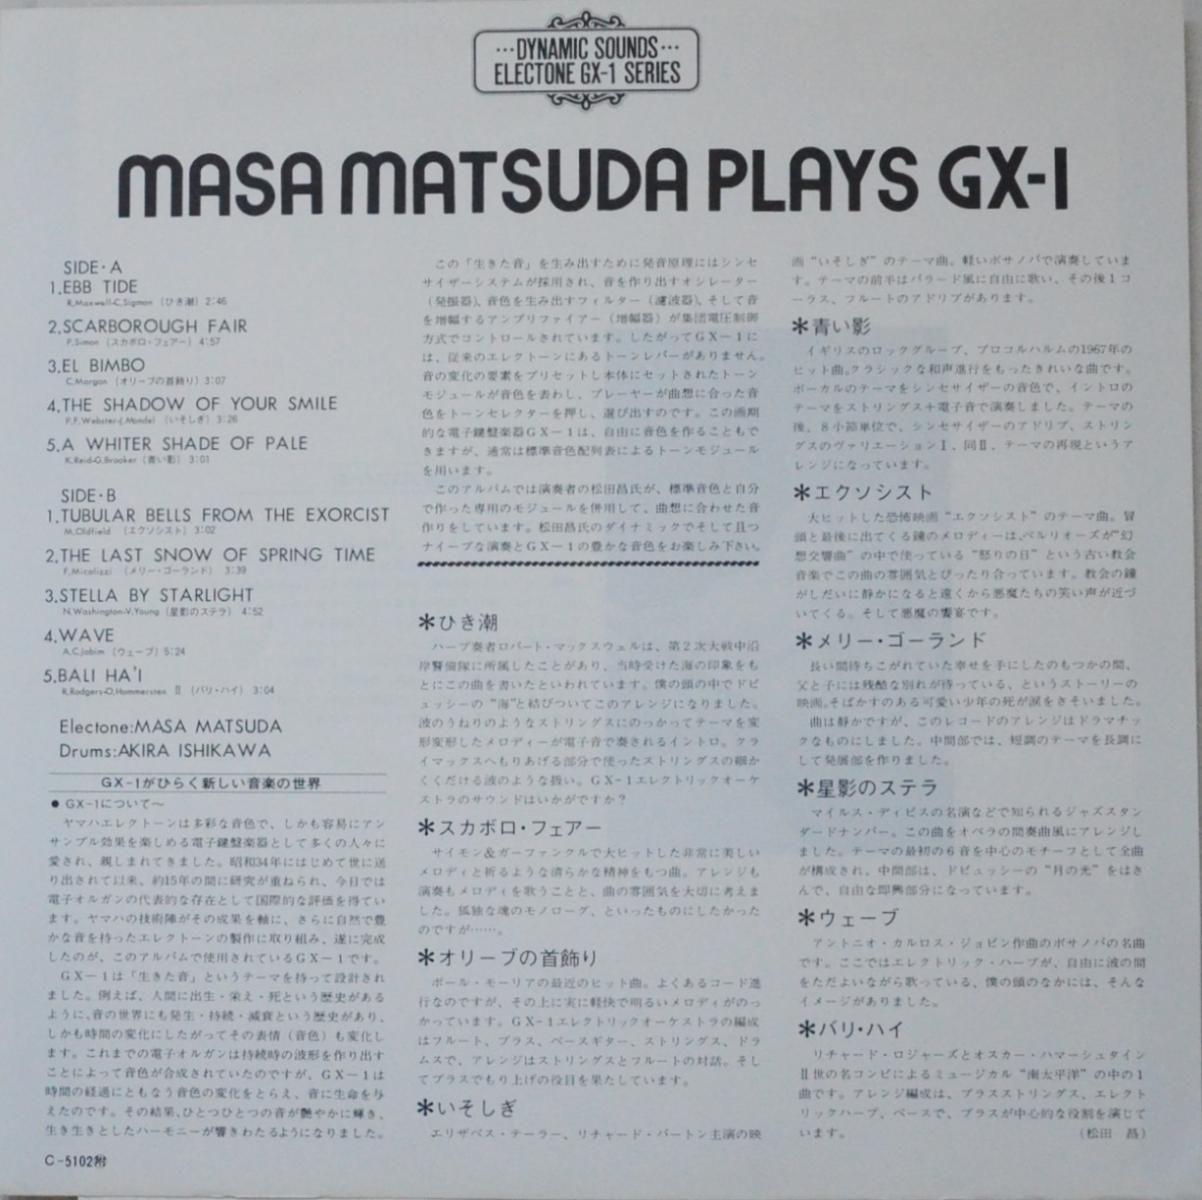 ···DYNAMIC SOUNDS···
ELECTONE GX-1 SERIES
MASA MATSUDA PLAYS GX-1
SIDE・A
1.EBB TIDE
R.Maxwell-C.Sigman（ひき潮）2:46
2.SCARBOROUGH FAIR
P.Simon（スカボロ・フェアー）4:57
3.EL BIMBO
C.Morgan（オリーブの首飾り）3:07
4.THE SHADOW OF YOUR SMILE
P.F.Webster-J.Mandel（いそしぎ）3:26
5.A WHITER SHADE OF PALE
K.Reid-G.Brooker（青い影）3:01
SIDE・B
1.TUBULAR BELLS FROM THE EXORCIST
M.Oldfield（エクソシスト）3:02
2.THE LAST SNOW OF SPRING TIME
F.Micalizzi（メリー・ゴーランド）3:39
3.STELLA BY STARLIGHT
N.Washington-V.Young（星影のステラ）4:52
4.WAVE
A.C.Jobim（ウェーブ）5:24
5.BALI HA'I
R.Rodgers-O.Hammerstein II（バリ・ハイ）3:04
Electone:MASA MATSUDA
Drums:AKIRA ISHIKAWA
GX-1がひらく新しい音楽の世界
● GX-1について〜
ヤマハエレクトーンは多彩な音色で、しかも容易にアン
サンブル効果を楽しめる電子鍵盤楽器として多くの人々に
愛され、親しまれてきました。昭和34年にはじめて世に送
り出されて以来、約15年の間に研究が重ねられ、今日では
電子オルガンの代表的な存在として国際的な評価を得てい
ます。ヤマハの技術陣がその成果を軸に、さらに自然で豊
かな音を持ったエレクトーンの製作に取り組み、遂に完成
したのが、このアルバムで使用されているGX－1です。
GX－1は「生きた音」というテーマを持って設計され
ました。例えば、人間に出生・栄え・死という歴史がある
ように、音の世界にも発生・持続・減衰という歴史があり、
しかも時間の変化にしたがってその表情（音色）も変化し
ます。これまでの電子オルガンは持続時の波形を作り出す
ことによって音色が合成されていたのですが、GX－1は
時間の経過にともなう音色の変化をとらえ、音に生命を与
えたのです。その結果、ひとつひとつの音が艶やかに輝き、
生き生きとしたハーモニーが響きわたるようになりました。
C-5102附
この「生きた音」を生み出すために発音原理にはシンセ
サイザーシステムが採用され、音を作り出すオシレーター
（発振器）、音色を生み出すフィルター（濾波器）、そして音
を増幅するアンプリファイアー（増幅器）が集団電圧制御
方式でコントロールされています。したがってGX－1に
は、従来のエレクトーンにあるトーンレバーがありません。
音の変化の要素をプリセットし本体にセットされたトーン
モジュールが音色を表わし、プレーヤーが曲想に合った音
色をトーンセレクターを押し、選び出すのです。この画期
的な電子鍵盤楽器GX－1は、自由に音色を作ることもで
きますが、通常は標準音色配列表によるトーンモジュール
を用います。
このアルバムでは演奏者の松田昌氏が、標準音色と自分
で作った専用のモジュールを併用して、曲想に合わせた音
作りをしています。松田昌氏のダイナミックでそして且つ
ナイーブな演奏とGX－1の豊かな音色をお楽しみ下さい。
＊ひき潮
ハープ奏者ロバート・マックスウェルは、第2次大戦中沿
岸警備隊に所属したことがあり、当時受けた海の印象をも
とにこの曲を書いたといわれています。僕の頭の中でドビ
ュッシーの“海”と結びついてこのアレンジになりました。
波のうねりのようなストリングスにのっかってテーマを変
形変形したメロディーが電子音で奏されるイントロ。クラ
イマックスへもりあげる部分で使ったストリングスの細か
くくだける波のような扱い。GX-1エレクトリックオーケ
ストラのサウンドはいかがですか？
＊スカボロ・フェアー
サイモン&ガーファンクルで大ヒットした非常に美しい
メロディと祈るような清らかな精神をもつ曲。アレンジも
演奏もメロディを歌うことと、曲の雰囲気を大切に考えま
した。孤独な魂のモノローグ、といったものにしたかった
のですが……。
＊オリーブの首飾り
ポール・モーリアの最近のヒット曲。よくあるコード進
行なのですが、その上に実に軽快で明るいメロディがのっ
かっています。GX-1エレクトリックオーケストラの編成
はフルート、ブラス、ベースギター、ストリングス、ドラ
ムスで、アレンジはストリングスとフルートの対話。そし
てブラスでもり上げの役目を果たしています。
＊いそしぎ
エリザベス・テーラー、リチャード・バートン主演の映
画“いそしぎ”のテーマ曲。軽いボサノバで演奏していま
す。テーマの前半はバラード風に自由に歌い、その後1コ
ーラス、フルートのアドリブがあります。
＊青い影
イギリスのロックグループ、プロコルハルムの1967年の
ヒット曲。クラシックな和声進行をもったきれいな曲です。
ボーカルのテーマをシンセサイザーの音色で、イントロの
テーマをストリングス＋電子音で演奏しました。テーマの
後、8小節単位で、シンセサイザーのアドリブ、ストリン
グスのヴァリエーションⅠ、同Ⅱ、テーマの再現というア
レンジになっています。
＊エクソシスト
大ヒットした恐怖映画“エクソシスト”のテーマ曲。冒
頭と最後に出てくる鐘のメロディーは、ベルリオーズが“幻
想交響曲”の中で使っている“怒りの日”という古い教会
音楽でこの曲の雰囲気とぴったり合っています。教会の鐘
がしだいに静かになると遠くから悪魔たちの笑い声が近づ
いてくる。そして悪魔の饗宴です。
＊メリー・ゴーランド
長い間待ちこがれていた幸せを手にしたのもつかの間、
父と子には残酷な別れが待っている、というストーリーの
映画。そばかすのある可愛い少年の死が涙をさそいました。
曲は静かですが、このレコードのアレンジはドラマチッ
クなものにしました。中間部では、短調のテーマを長調に
して発展部を作りました。
＊星影のステラ
マイルス・ディビスの名演などで知られるジャズスタン
ダードナンバー。この曲をオペラの間奏曲風にアレンジし
ました。テーマの最初の6音を中心のモチーフとして全曲
が構成され、中間部は、ドビュッシーの“月の光”をはさ
んで、自由な即興部分になっています。
＊ウェーブ
アントニオ・カルロス・ジョビン作曲のボサノバの名曲
です。ここではエレクトリック・ハープが、自由に波の間
をただよいながら歌っている、僕の頭のなかには、そんな
イメージがありました。
＊バリ・ハイ
リチャード・ロジャーズとオスカー・ハマーシュタイン
Ⅱ世の名コンビによるミュージカル“南太平洋”の中の1
曲です。アレンジ編成は、ブラスストリングス、エレクト
リックハープ、ベースで、ブラスが中心的な役割を演じて
います。（松田　昌）